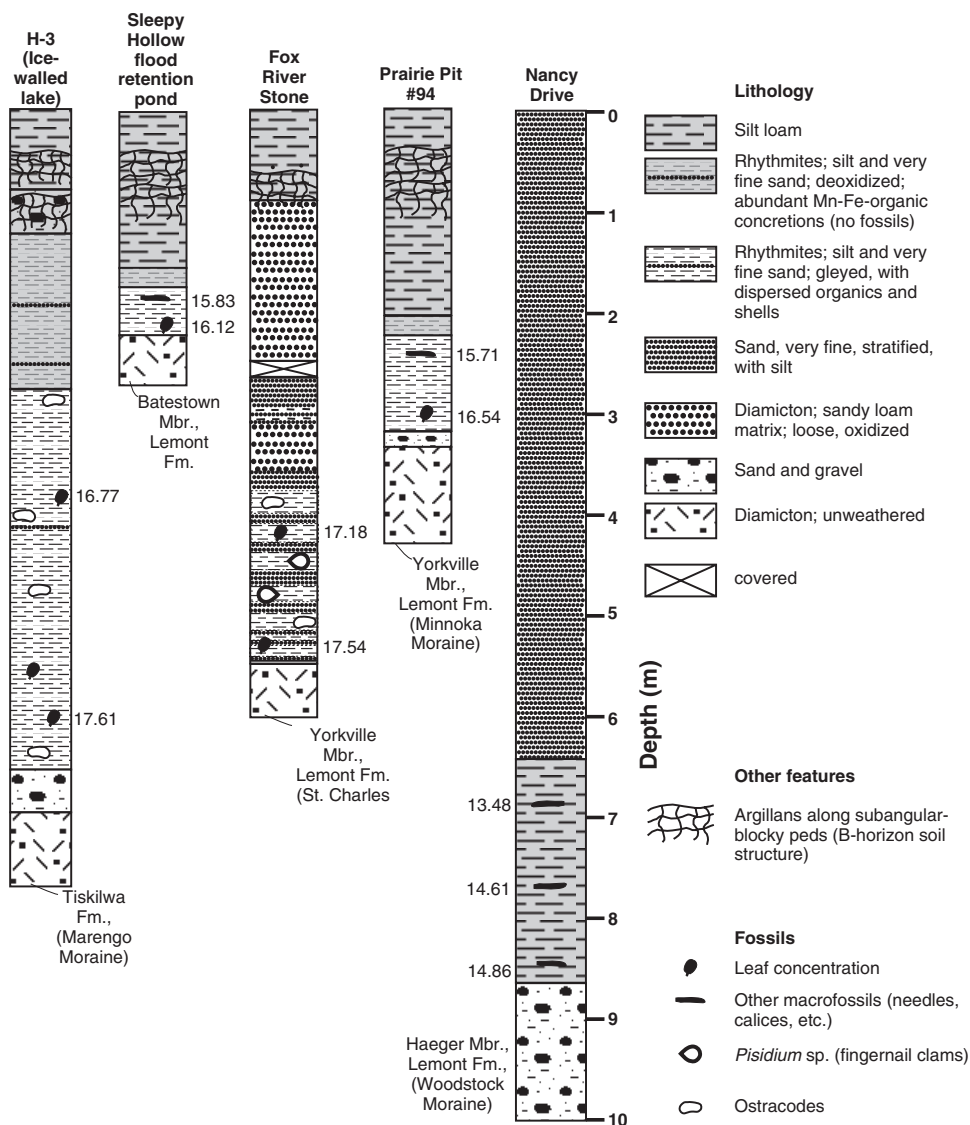 H-3
(Ice-
walled
lake)
Sleepy
Hollow
flood
retention
pond
Fox
River
Stone
Prairie Pit
#94
Nancy
Drive
15.83
16.12
Batestown
Mbr.,
Lemont
Fm.
16.77
17.61
Tiskilwa
Fm.,
(Marengo
Moraine)
17.18
17.54
Yorkville
Mbr.,
Lemont Fm.
(St. Charles
15.71
16.54
Yorkville
Mbr.,
Lemont Fm.
(Minnoka
Moraine)
13.48
14.61
14.86
Haeger Mbr.,
Lemont Fm.,
(Woodstock
Moraine)
0
1
2
3
4
5
6
7
8
9
10
Depth (m)
Lithology
Silt loam
Rhythmites; silt and very
fine sand; deoxidized;
abundant Mn-Fe-organic
concretions (no fossils)
Rhythmites; silt and very
fine sand; gleyed, with
dispersed organics and
shells
Sand, very fine, stratified,
with silt
Diamicton; sandy loam
matrix; loose, oxidized
Sand and gravel
Diamicton; unweathered
covered
Other features
Argillans along subangular-
blocky peds (B-horizon soil
structure)
Fossils
Leaf concentration
Other macrofossils (needles,
calices, etc.)
Pisidium sp. (fingernail clams)
Ostracodes